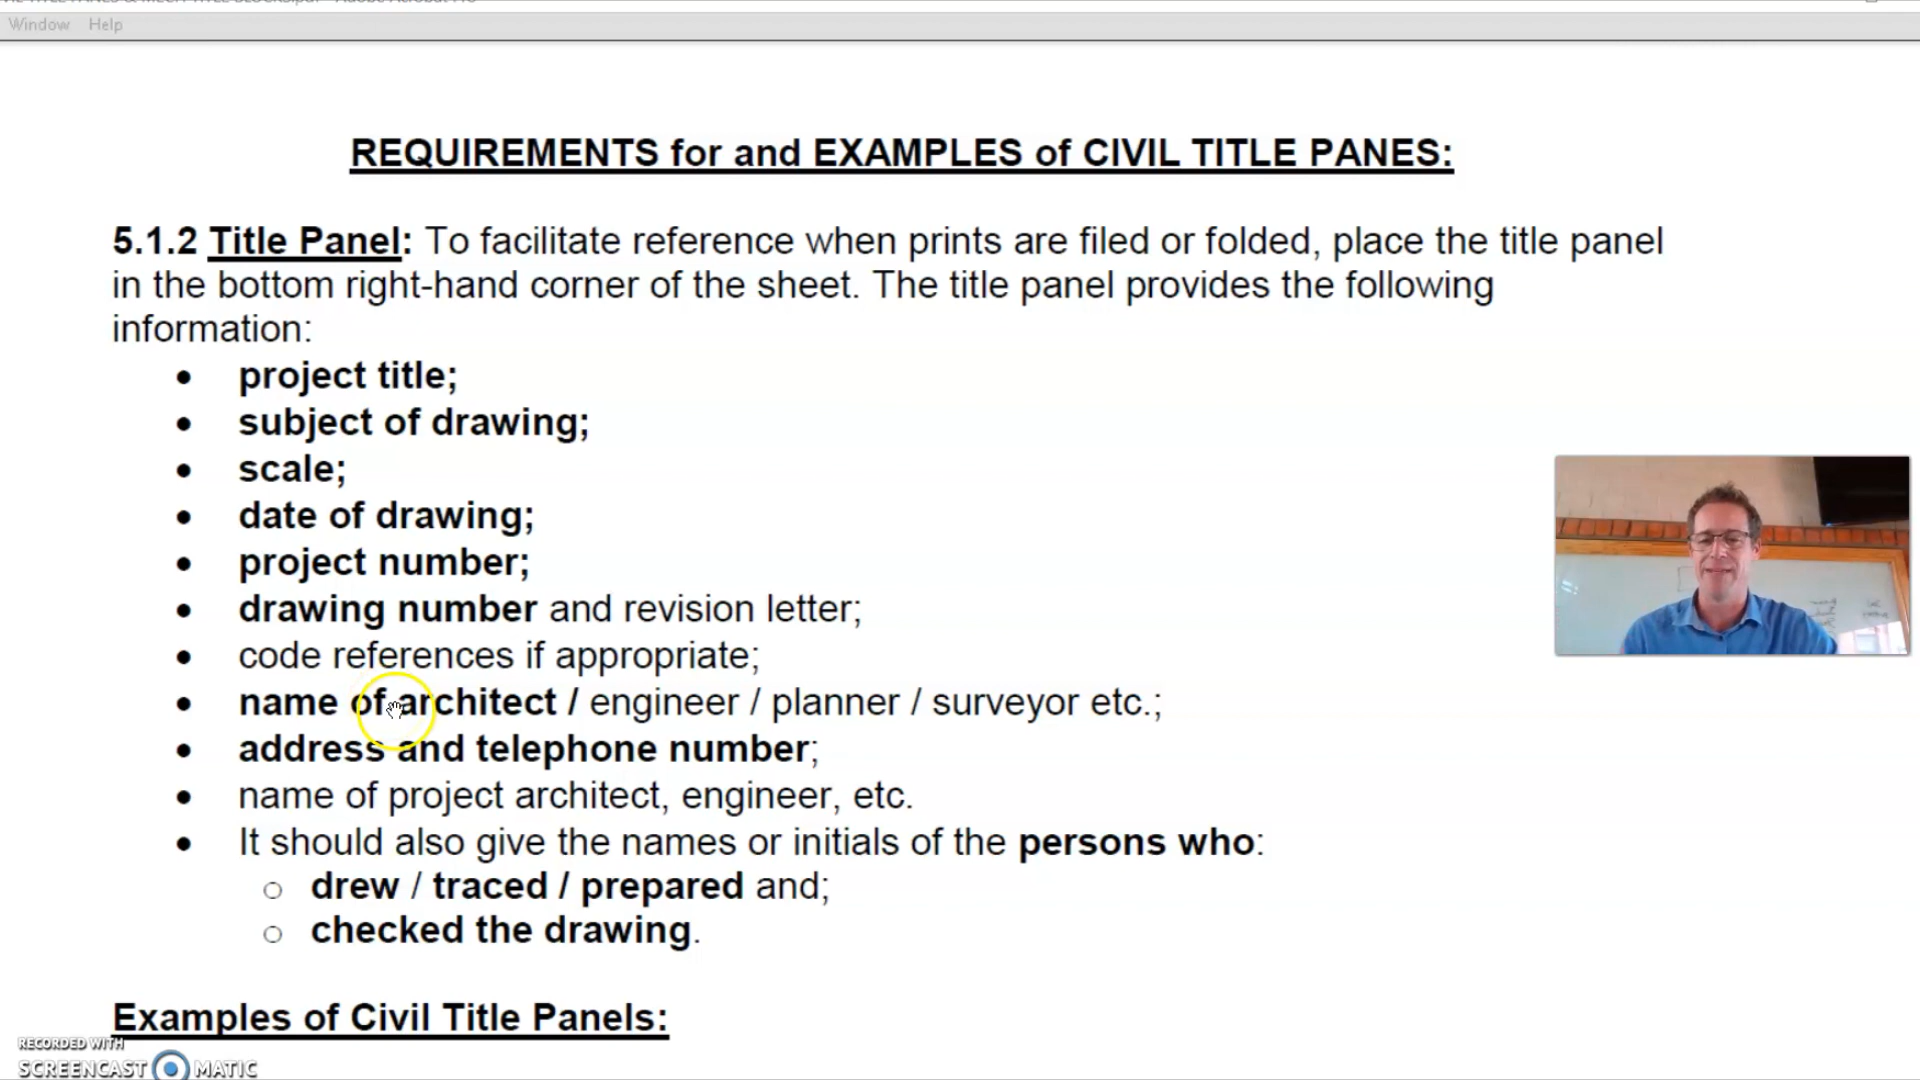 Window Help
REQUIREMENTS for and EXAMPLES of CIVIL TITLE PANES:
5.1.2 Title Panel: To facilitate reference when prints are filed or folded, place the title panel
in the bottom right-hand corner of the sheet. The title panel provides the following
information:
• project title;
• subject of drawing;
• scale;
• date of drawing;
• project number;
• drawing number and revision letter;
• code references if appropriate;
• name of architect / engineer / planner / surveyor etc.;
• address and telephone number;
• name of project architect, engineer, etc.
• It should also give the names or initials of the persons who:
○ drew / traced / prepared and;
○ checked the drawing.
Examples of Civil Title Panels:
RECORDED WITH
SCREENCAST MATIC